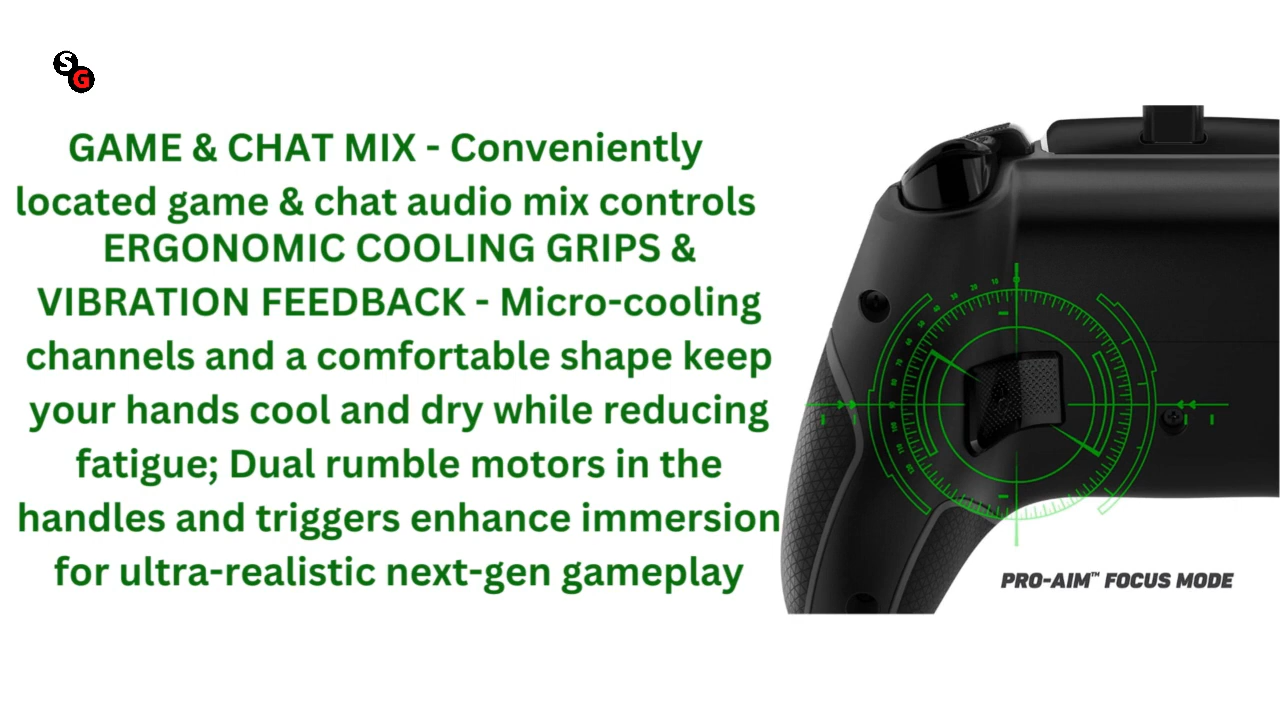 S
G
GAME & CHAT MIX - Conveniently
located game & chat audio mix controls
ERGONOMIC COOLING GRIPS &
VIBRATION FEEDBACK - Micro-cooling
channels and a comfortable shape keep
your hands cool and dry while reducing
fatigue; Dual rumble motors in the
handles and triggers enhance immersion
for ultra-realistic next-gen gameplay
PRO-AIM™ FOCUS MODE